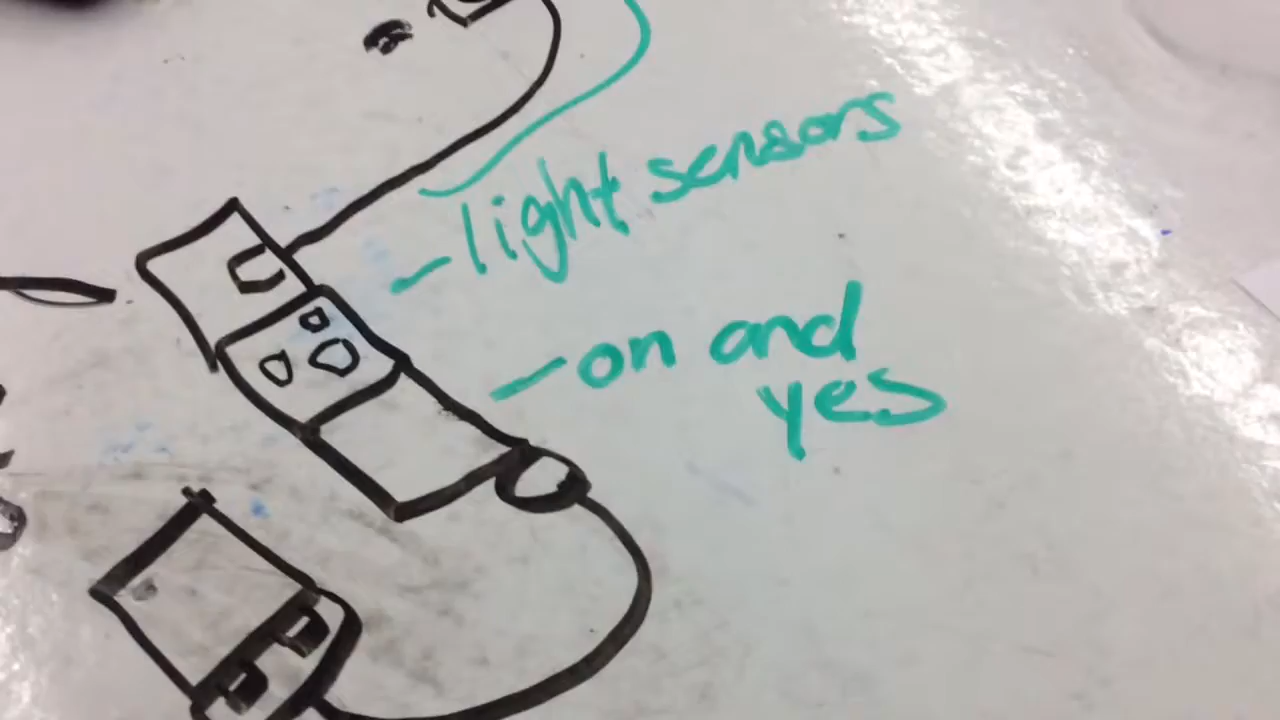 light sensors
on and
yes